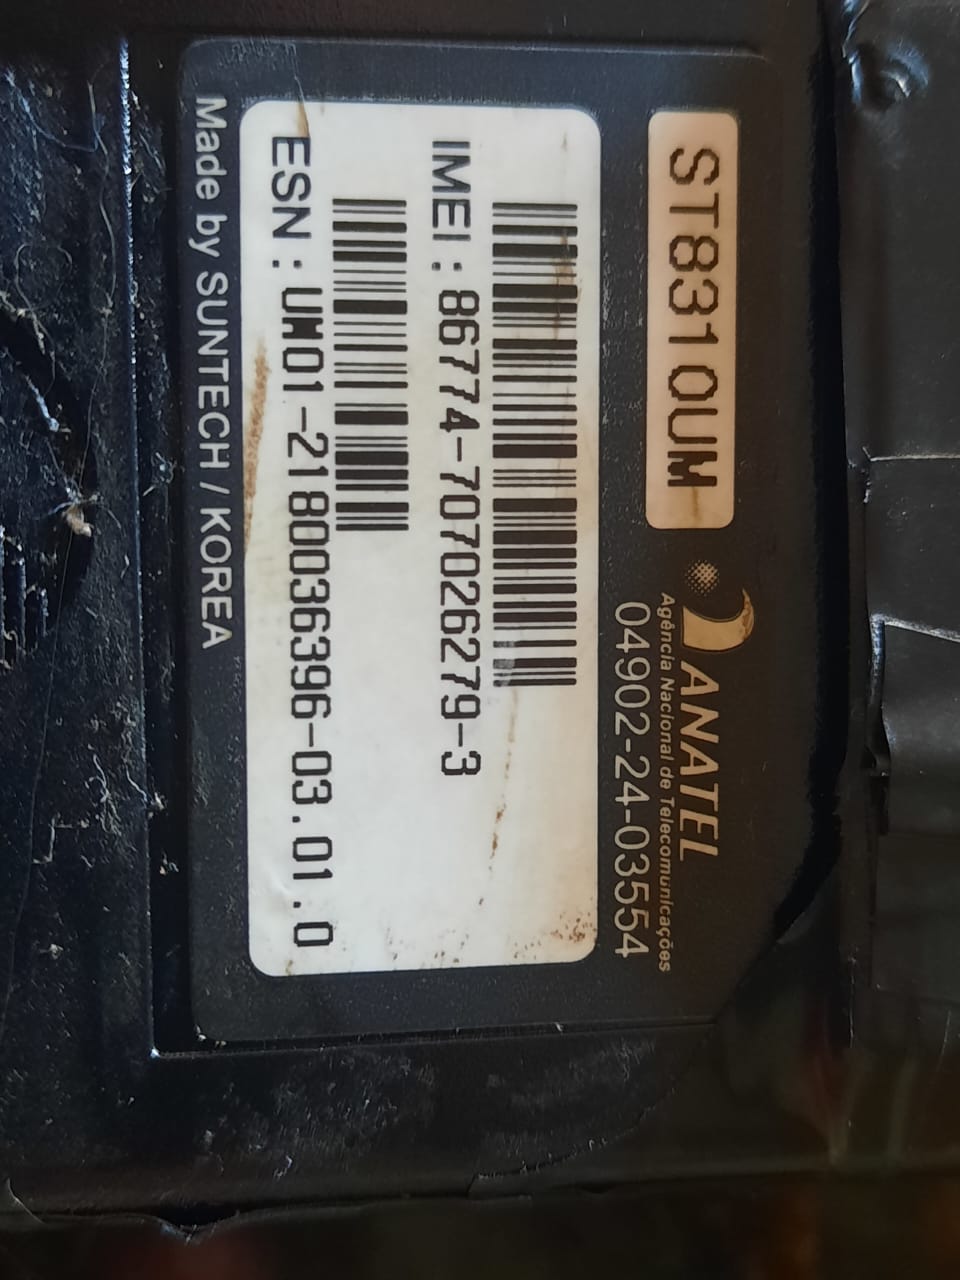 ST8310UM
ANATEL
Agência Nacional de Telecomunicações
04902-24-03554
IMEI : 86774-707026279-3
ESN : UM01-2180036396-03.01.0
Made by SUNTECH / KOREA